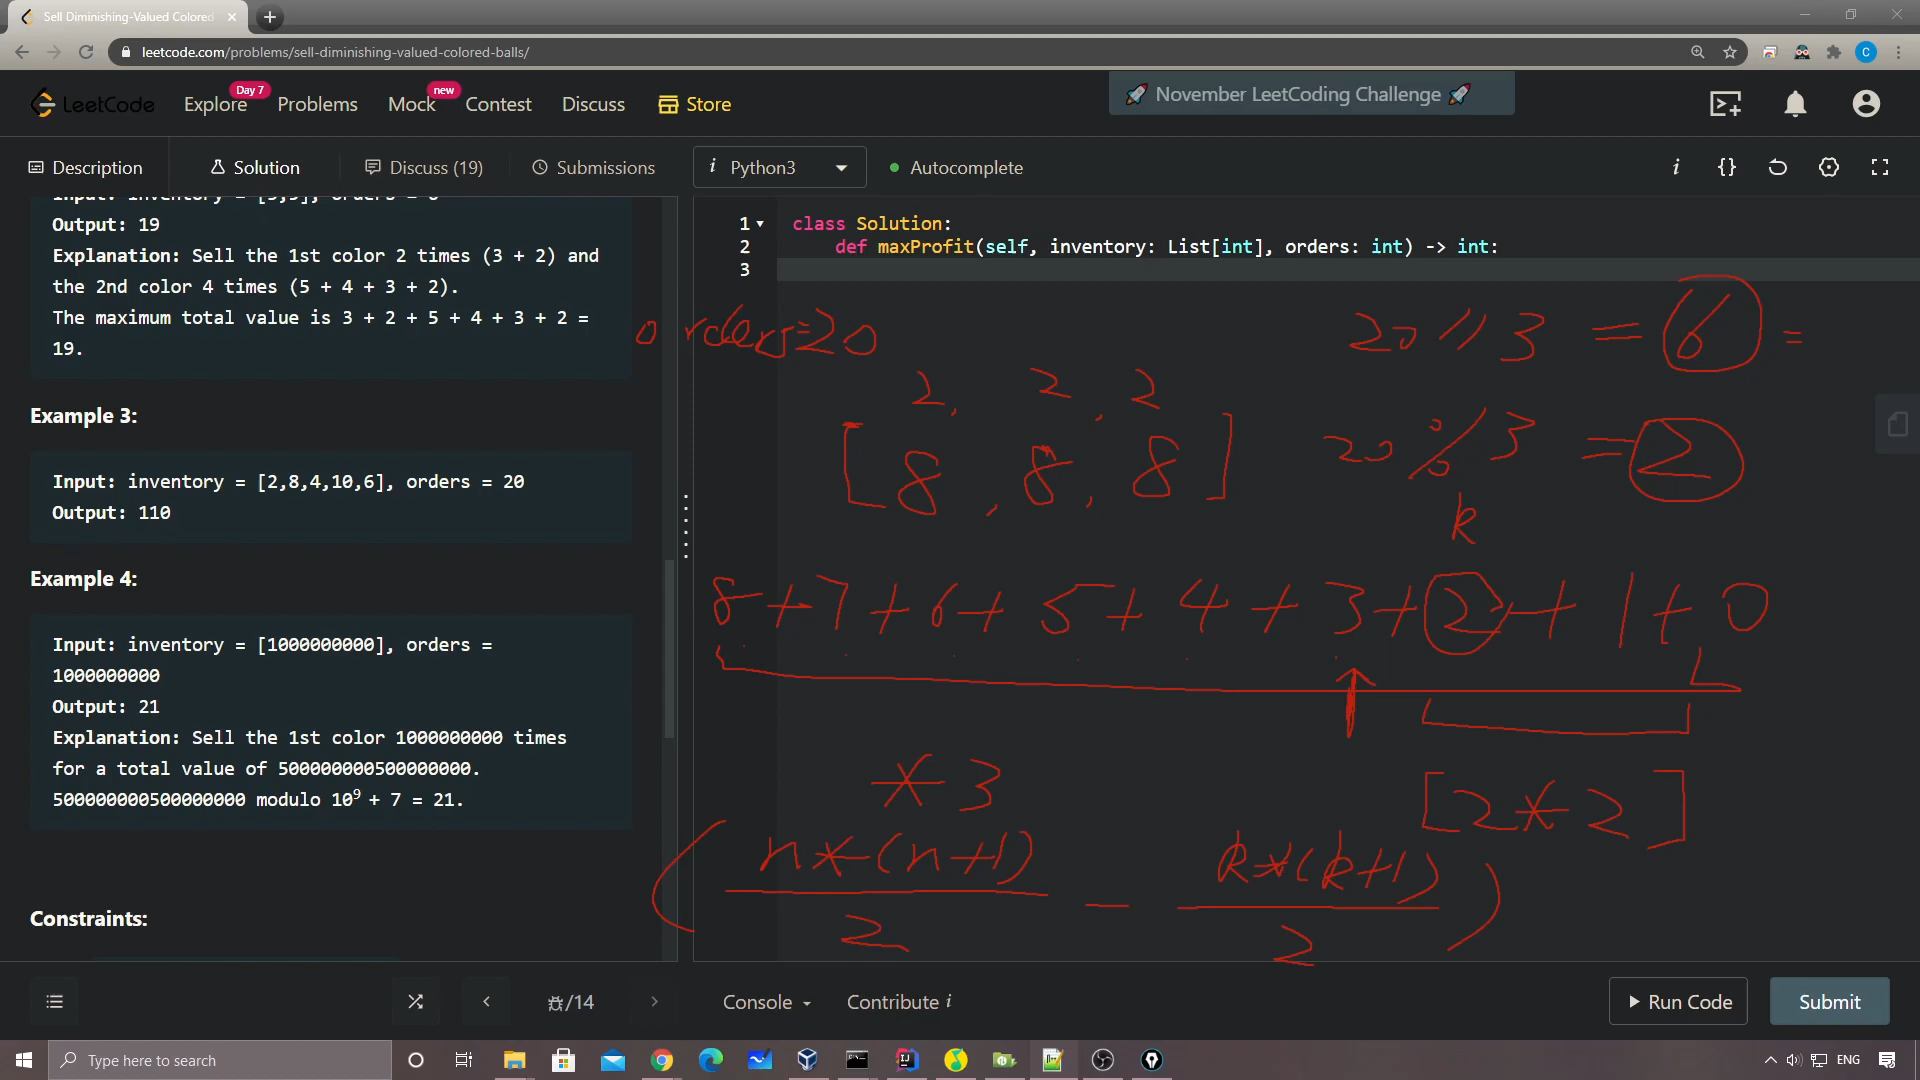 Sell Diminishing-Valued Colored
leetcode.com/problems/sell-diminishing-valued-colored-balls/
C
LeetCode
Explore
Day 7
Problems
Mock
new
Contest
Discuss
Store
🚀 November LeetCoding Challenge 🚀
Description
Solution
Discuss (19)
Submissions
i Python3
Autocomplete
i {}
Output: 19
Explanation: Sell the 1st color 2 times (3 + 2) and
the 2nd color 4 times (5 + 4 + 3 + 2).
The maximum total value is 3 + 2 + 5 + 4 + 3 + 2 =
19.
Example 3:
Input: inventory = [2,8,4,10,6], orders = 20
Output: 110
Example 4:
Input: inventory = [1000000000], orders =
1000000000
Output: 21
Explanation: Sell the 1st color 1000000000 times
for a total value of 500000000500000000.
500000000500000000 modulo 10⁹ + 7 = 21.
Constraints:
1 class Solution:
2 def maxProfit(self, inventory: List[int], orders: int) -> int:
3
orders=20
20 // 3 = 6 =
2, 2, 2
[8, 8, 8]
20 % 3 = 2
k
8+7+6+5+4+3+2+1+0
*3
[2*2]
(n*(n+1)/2 - k*(k+1)/2)
/14
Console
Contribute i
Run Code
Submit
Type here to search
ENG